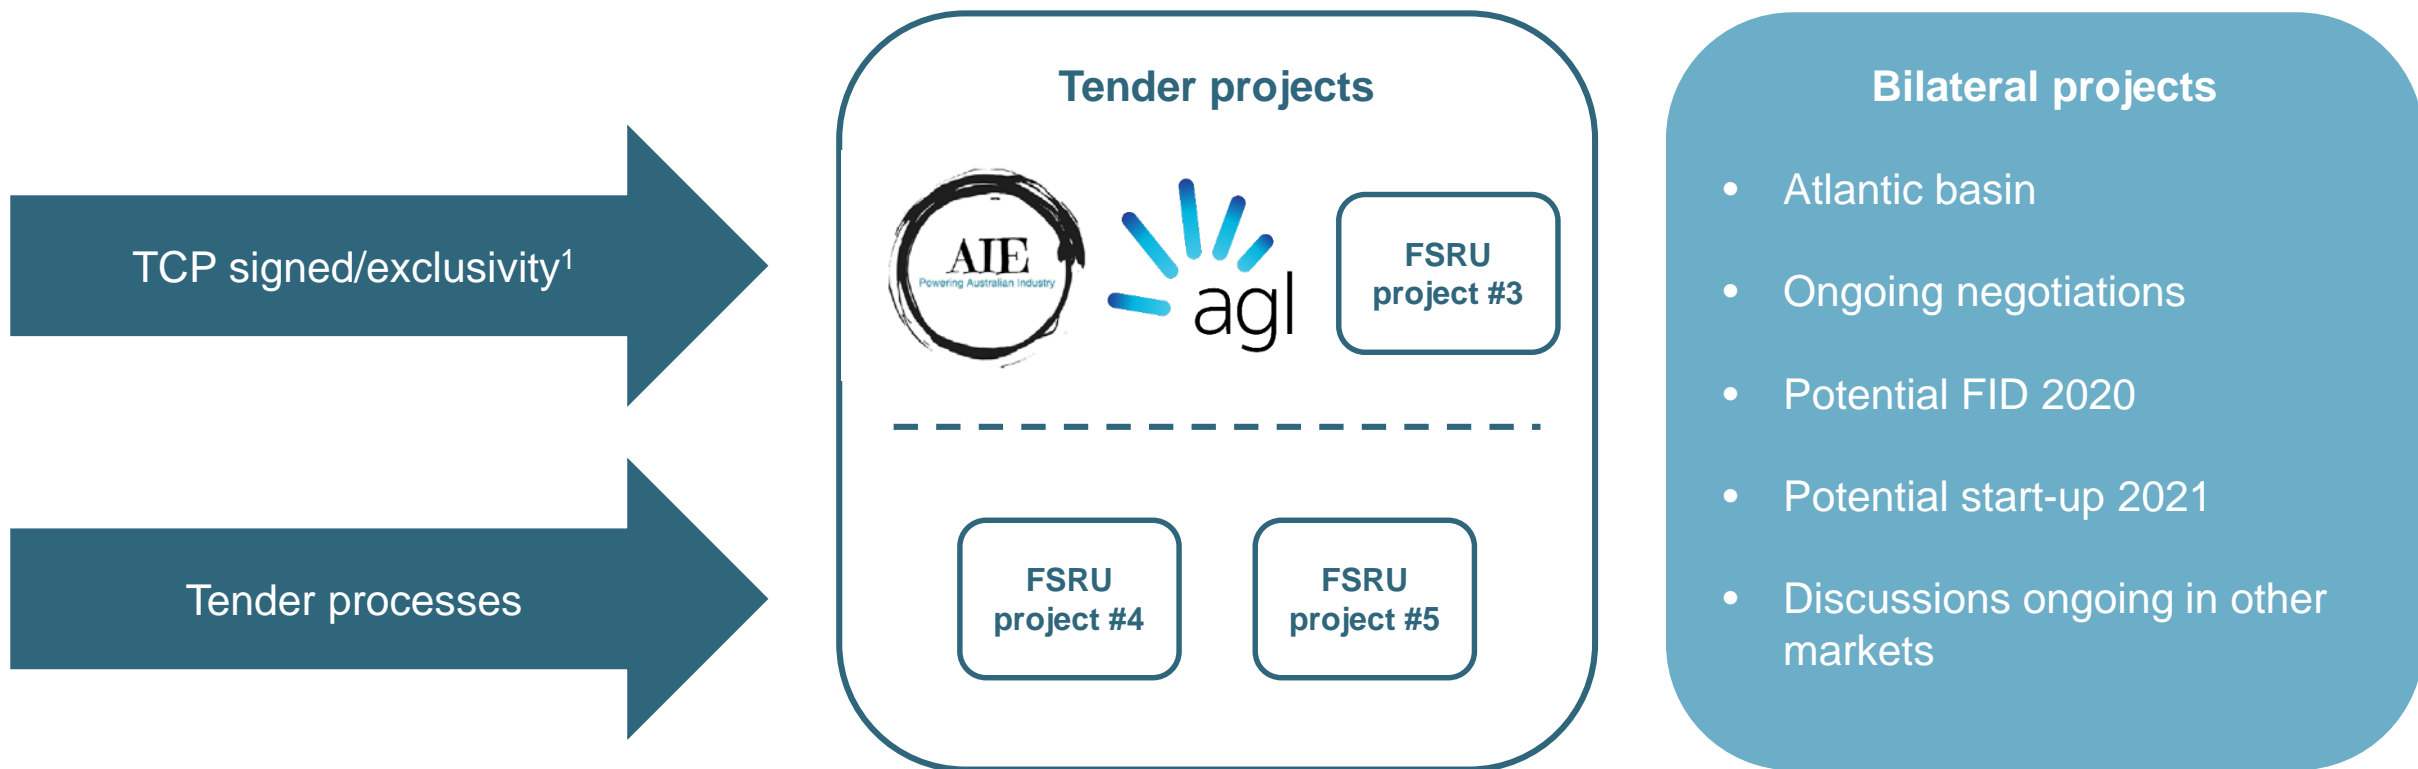 TCP signed/exclusivity¹
Tender processes
Tender projects
AIE
Powering Australian Industry
agl
FSRU
project #3
FSRU
project #4
FSRU
project #5
Bilateral projects
• Atlantic basin
• Ongoing negotiations
• Potential FID 2020
• Potential start-up 2021
• Discussions ongoing in other
markets